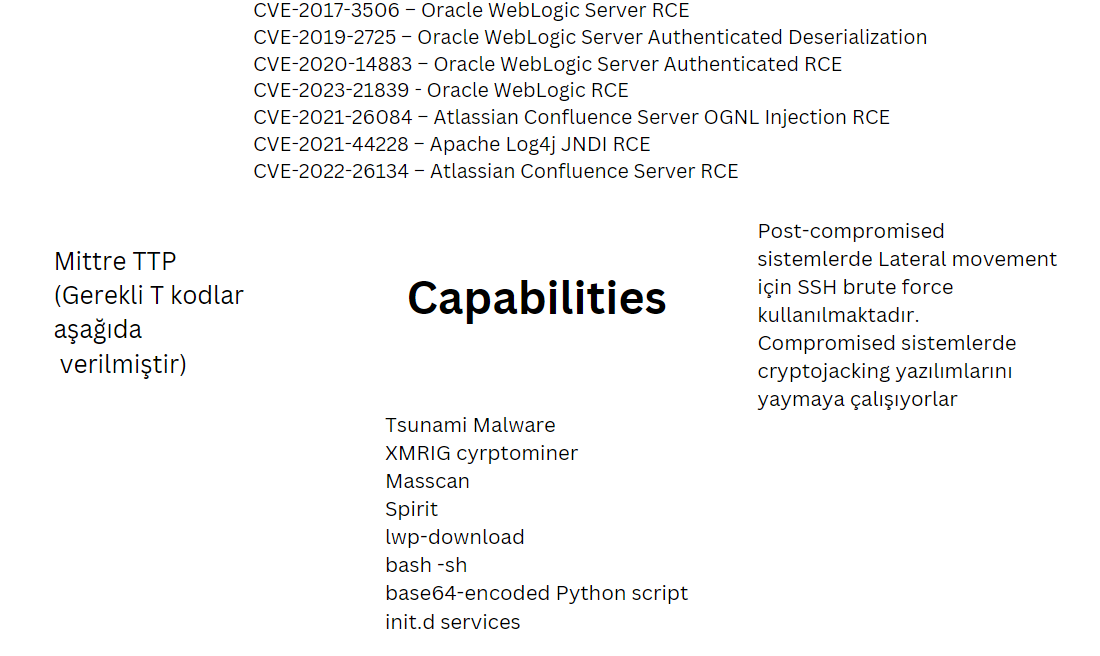 CVE-2017-3506 – Oracle WebLogic Server RCE
CVE-2019-2725 – Oracle WebLogic Server Authenticated Deserialization
CVE-2020-14883 – Oracle WebLogic Server Authenticated RCE
CVE-2023-21839 - Oracle WebLogic RCE
CVE-2021-26084 – Atlassian Confluence Server OGNL Injection RCE
CVE-2021-44228 – Apache Log4j JNDI RCE
CVE-2022-26134 – Atlassian Confluence Server RCE
Mittre TTP
(Gerekli T kodlar
aşağıda
verilmiştir)
Capabilities
Post-compromised
sistemlerde Lateral movement
için SSH brute force
kullanılmaktadır.
Compromised sistemlerde
cryptojacking yazılımlarını
yaymaya çalışıyorlar
Tsunami Malware
XMRIG cyrptominer
Masscan
Spirit
lwp-download
bash -sh
base64-encoded Python script
init.d services